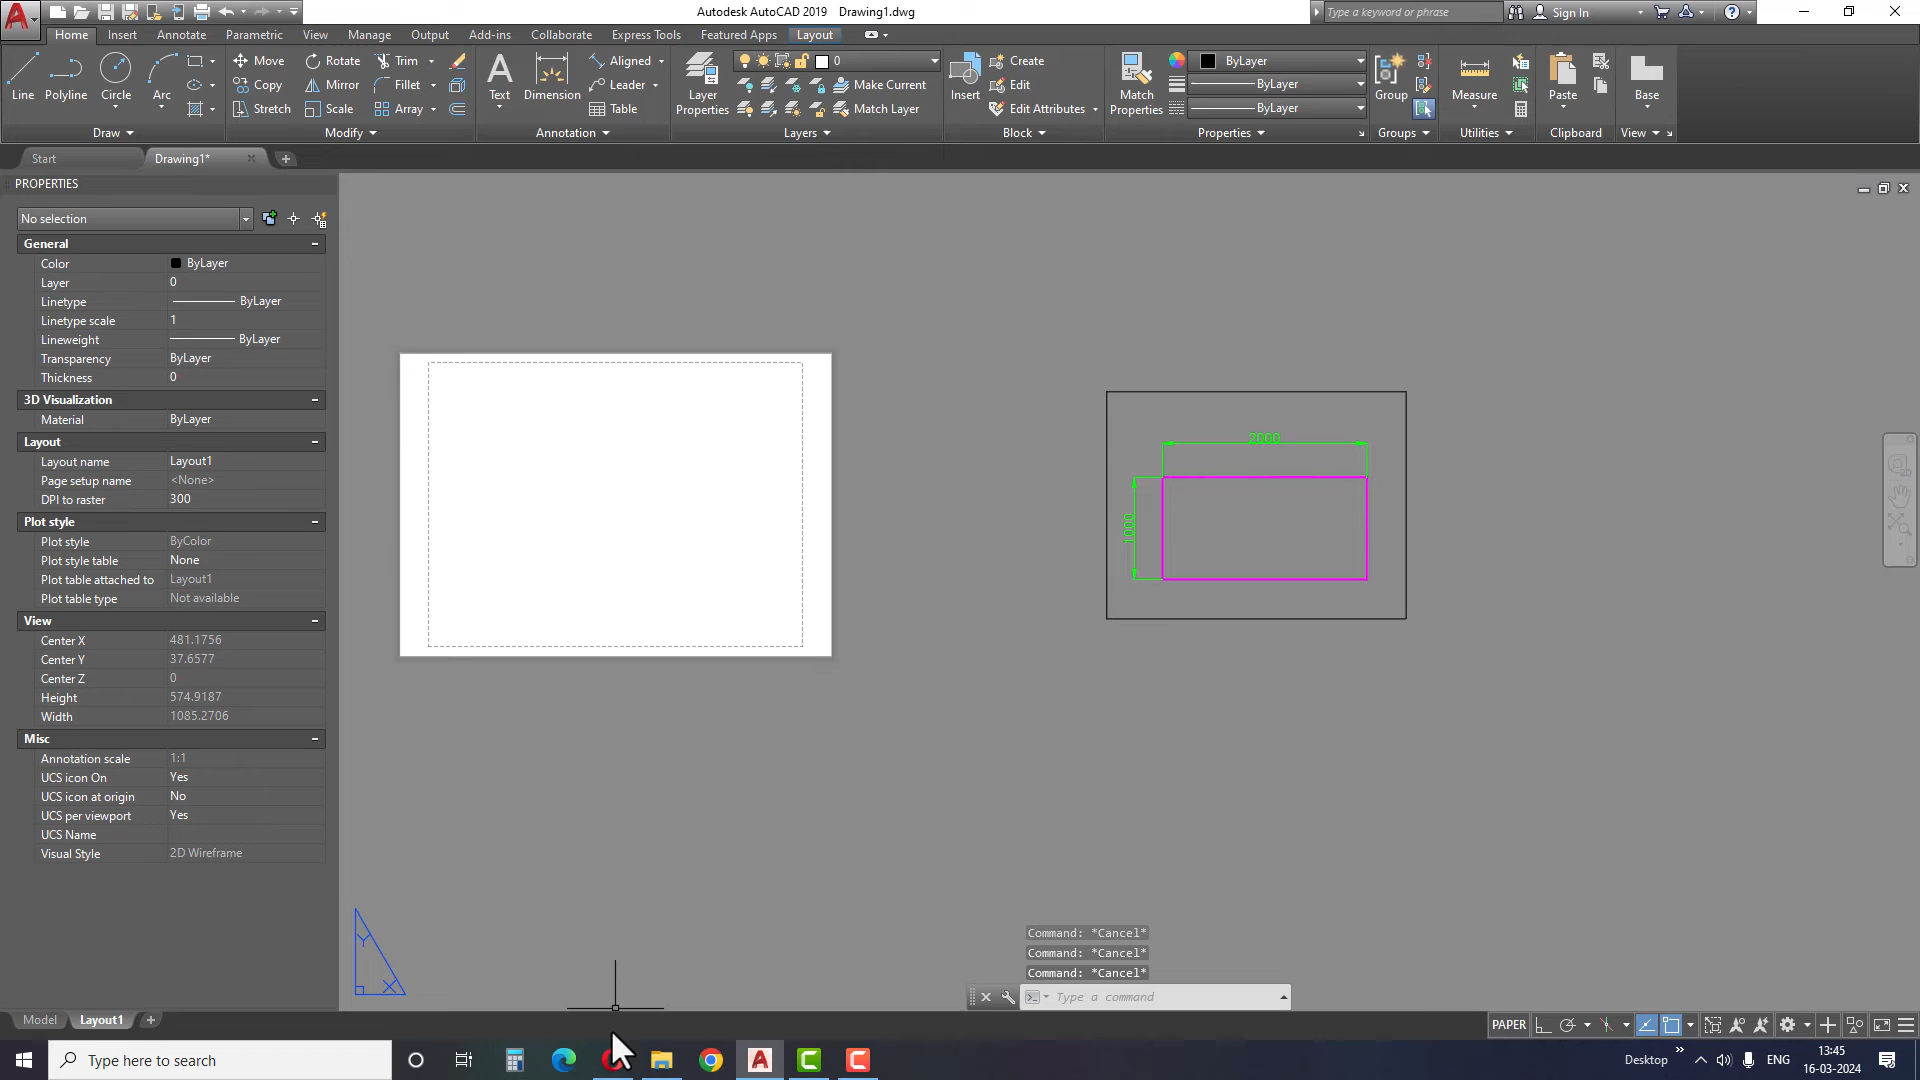 Autodesk AutoCAD 2019 Drawing1.dwg
Type a keyword or phrase
Sign In
Home Insert Annotate Parametric View Manage Output Add-ins Collaborate Express Tools Featured Apps Layout
Line Polyline Circle Arc
Draw
Move Rotate Trim
Copy Mirror Fillet
Stretch Scale Array
Modify
Text Dimension
Aligned
Leader
Table
Annotation
Layer Properties
0
Make Current
Match Layer
Layers
Insert
Create
Edit
Edit Attributes
Block
Match Properties
ByLayer
ByLayer
ByLayer
Properties
Group
Groups
Measure
Utilities
Paste
Clipboard
Base
View
Start Drawing1*
PROPERTIES
No selection
General
Color ByLayer
Layer 0
Linetype ByLayer
Linetype scale 1
Lineweight ByLayer
Transparency ByLayer
Thickness 0
3D Visualization
Material ByLayer
Layout
Layout name Layout1
Page setup name <None>
DPI to raster 300
Plot style
Plot style ByColor
Plot style table None
Plot table attached to Layout1
Plot table type Not available
View
Center X 481.1756
Center Y 37.6577
Center Z 0
Height 574.9187
Width 1085.2706
Misc
Annotation scale 1:1
UCS icon On Yes
UCS icon at origin No
UCS per viewport Yes
UCS Name
Visual Style 2D Wireframe
2000
1000
Y
X
Command: *Cancel*
Command: *Cancel*
Command: *Cancel*
Type a command
Model Layout1
PAPER
Type here to search
Desktop
ENG
13:45
16-03-2024